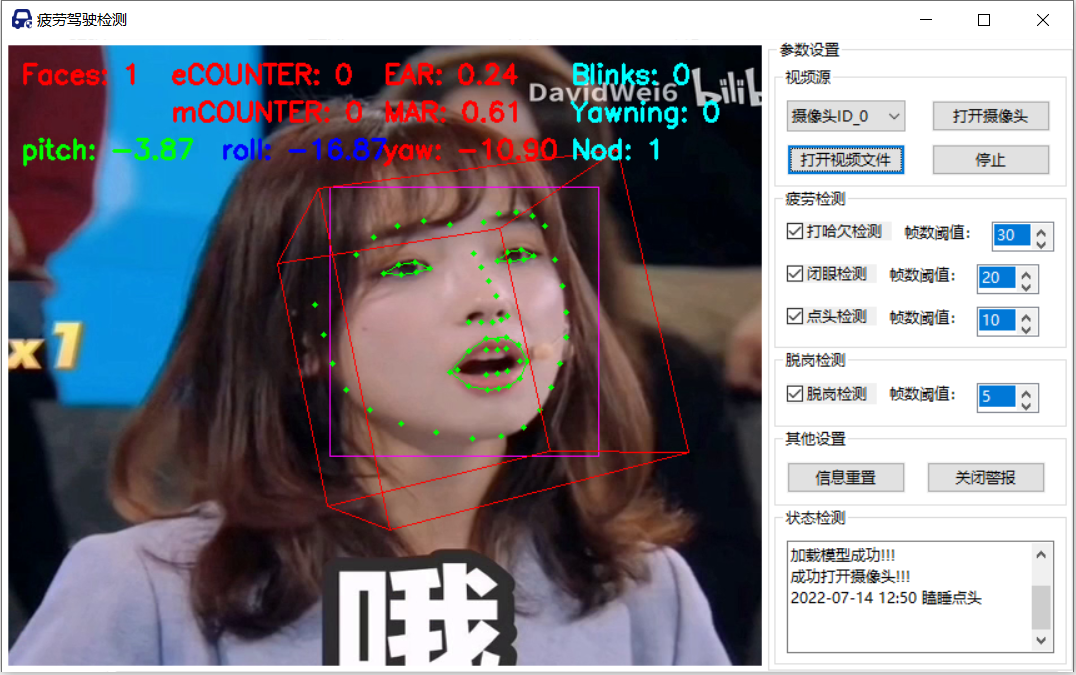 疲劳驾驶检测
Faces: 1 eCOUNTER: 0 EAR: 0.24 Blinks: 0
DavidWei6 bilib
mCOUNTER: 0 MAR: 0.61 Yawning: 0
pitch: -3.87 roll: -16.87 yaw: -10.90 Nod: 1
x1
哦
参数设置
视频源
摄像头ID_0 打开摄像头
打开视频文件 停止
疲劳检测
打哈欠检测 帧数阈值: 30
闭眼检测 帧数阈值: 20
点头检测 帧数阈值: 10
脱岗检测
脱岗检测 帧数阈值: 5
其他设置
信息重置 关闭警报
状态检测
加载模型成功!!!
成功打开摄像头!!!
2022-07-14 12:50 瞌睡点头